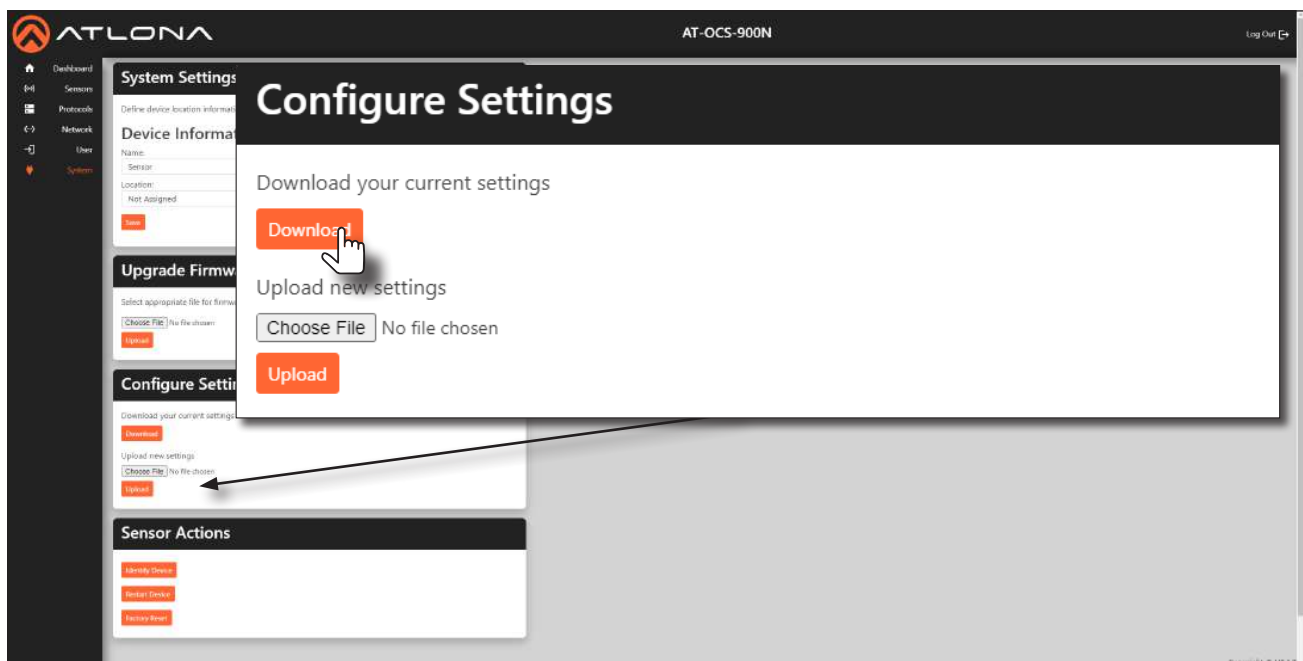 ATLONA
AT-OCS-900N
Log Out
Dashboard
Sensors
Protocols
Network
User
System
System Settings
Define device location informati
Device Informat
Name:
Sensor
Location:
Not Assigned
Save
Upgrade Firmw
Select appropriate file for firmw
Choose File No file chosen
Upload
Configure Settin
Download your current settings
Download
Upload new settings
Choose File No file chosen
Upload
Sensor Actions
Identify Device
Restart Device
Factory Reset
Configure Settings
Download your current settings
Download
Upload new settings
Choose File No file chosen
Upload